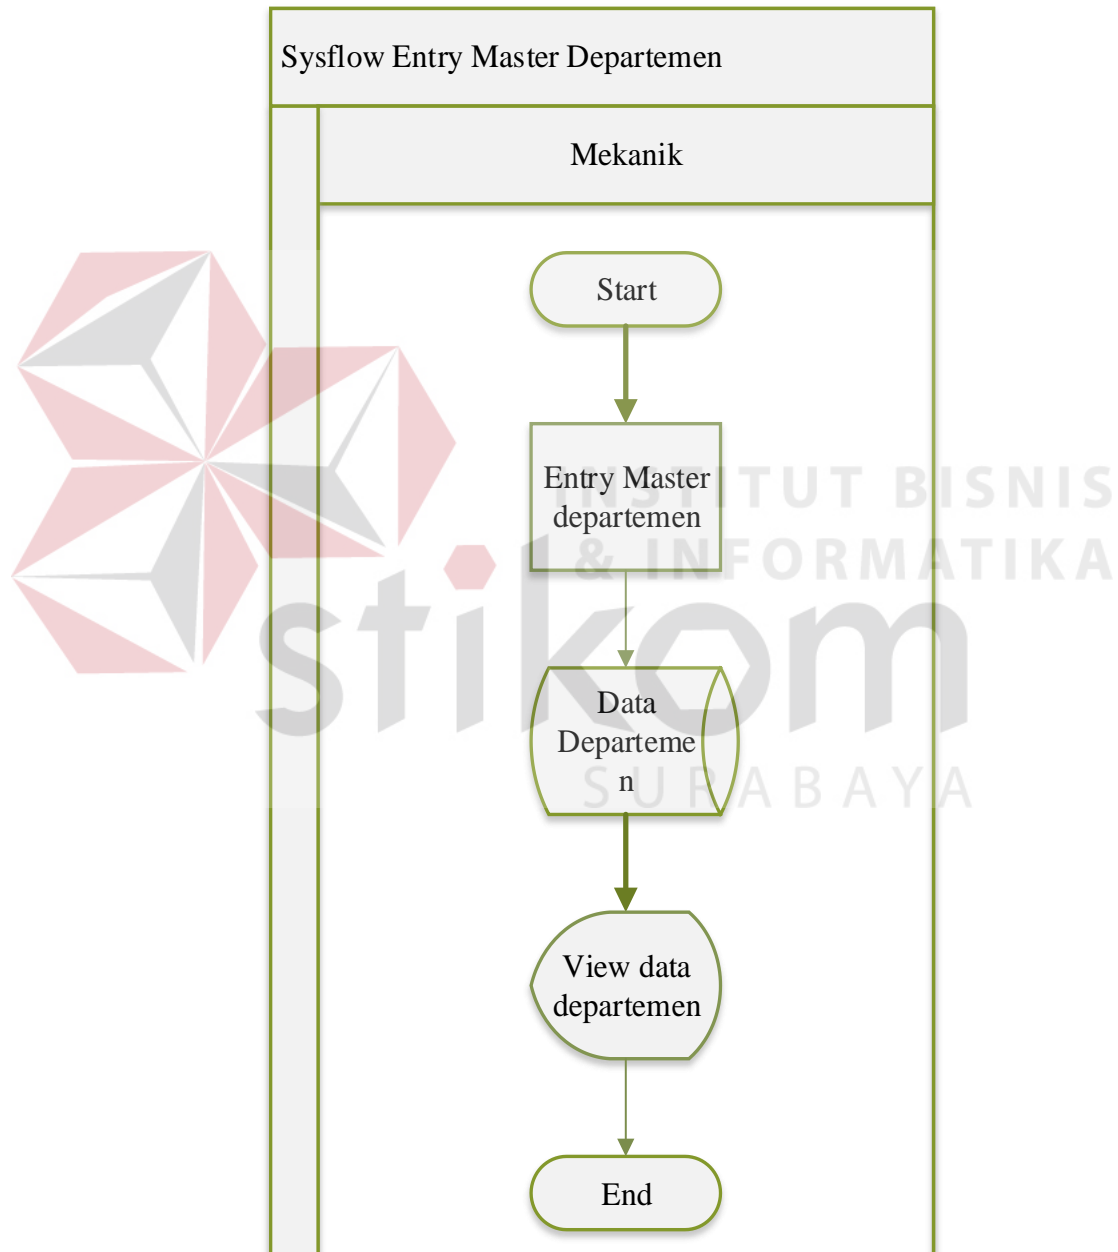 Sysflow Entry Master Departemen
Mekanik
Start
Entry Master
departemen
INSTITUT BISNIS
& INFORMATIKA
stikom
SURABAYA
Data
Departeme
n
View data
departemen
End